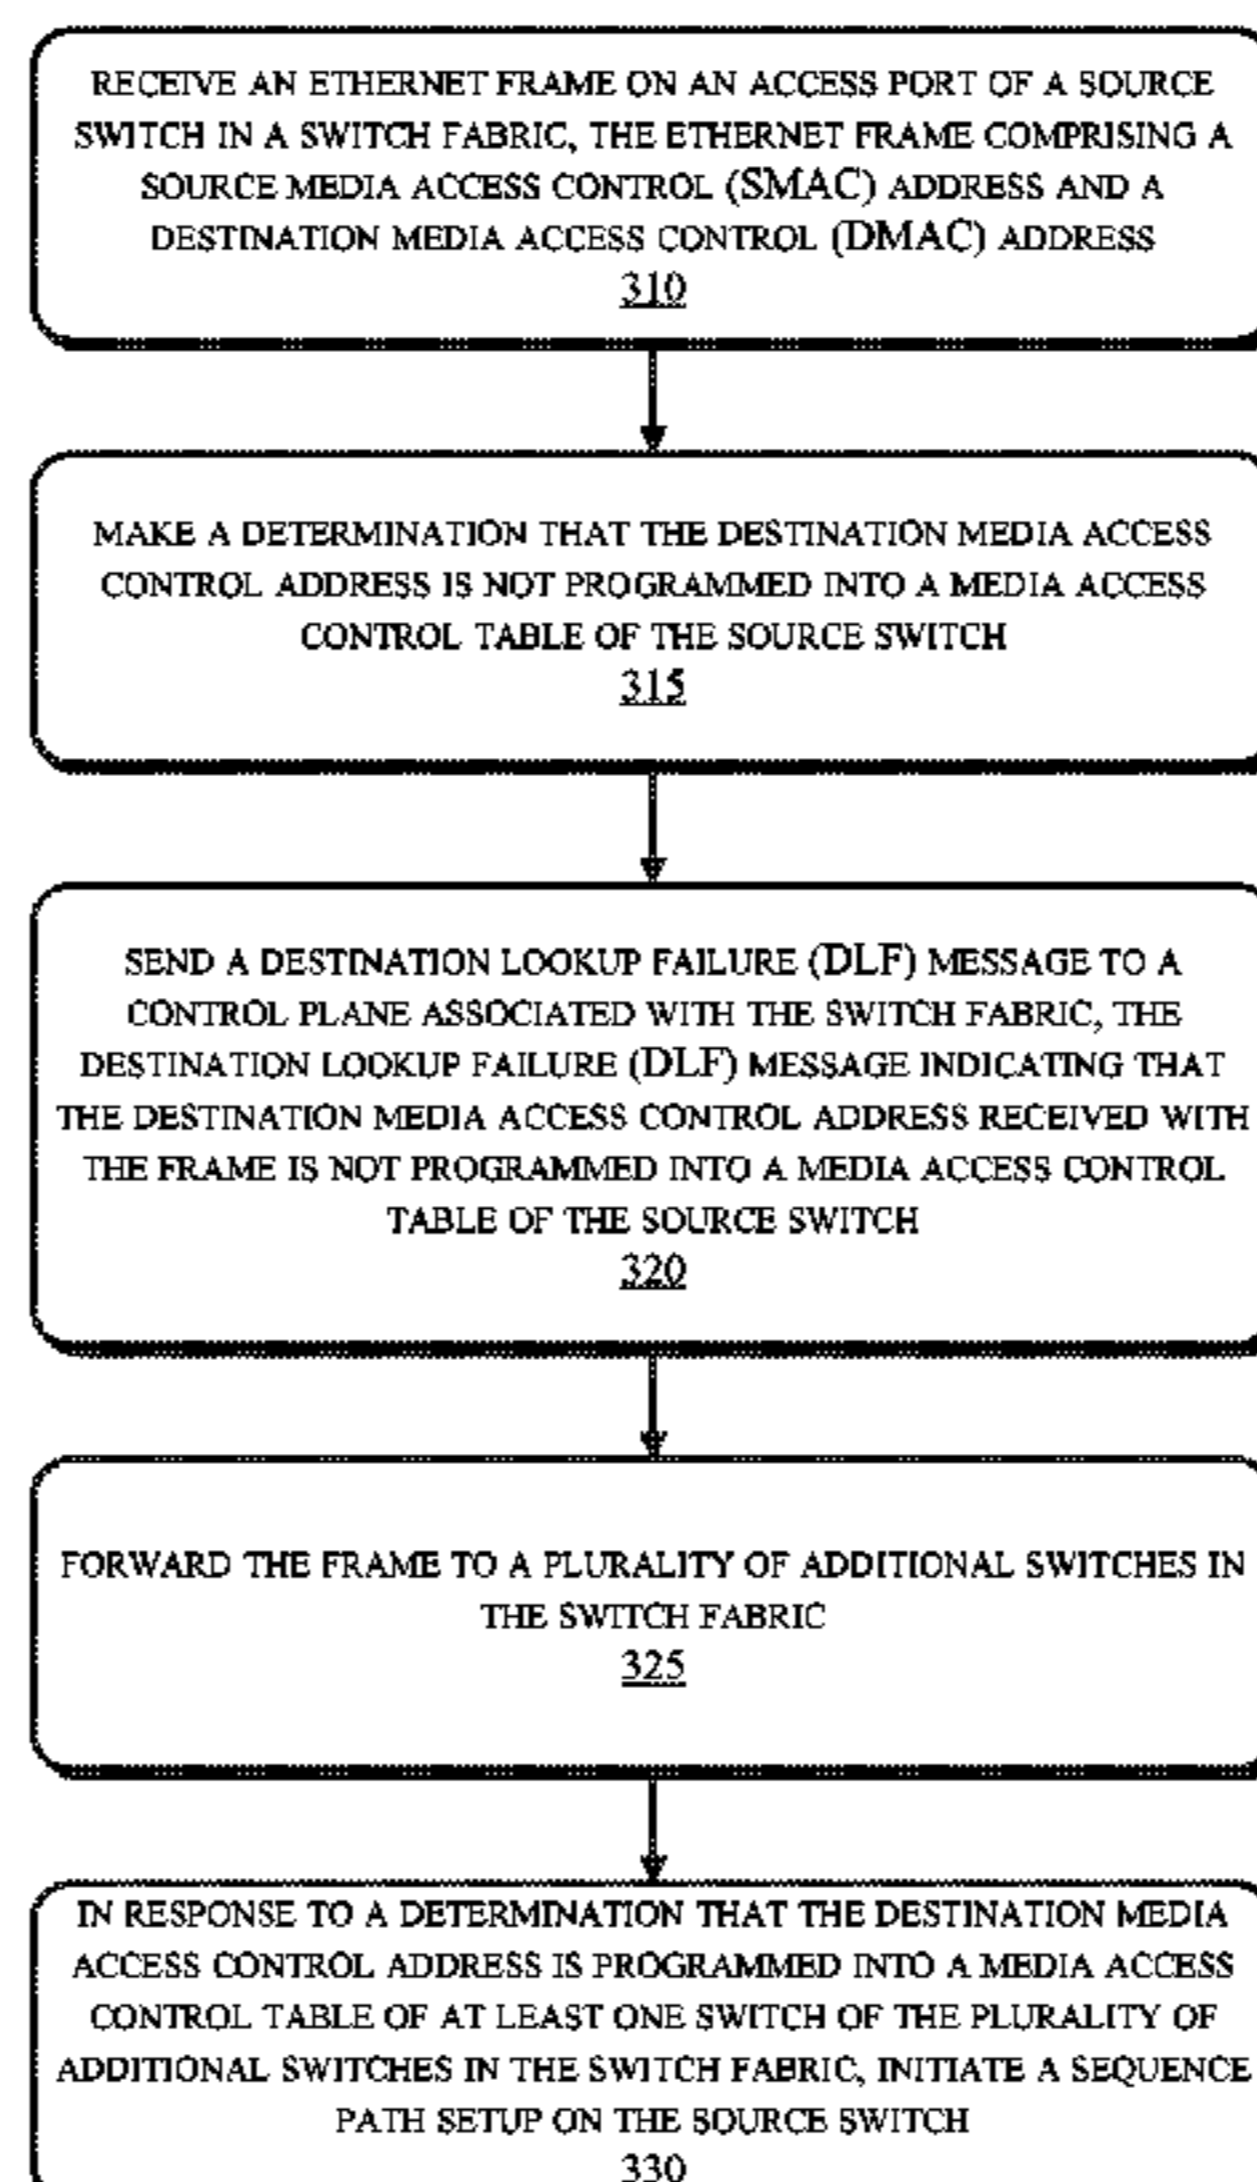 RECEIVE AN ETHERNET FRAME ON AN ACCESS PORT OF A SOURCE
SWITCH IN A SWITCH FABRIC, THE ETHERNET FRAME COMPRISING A
SOURCE MEDIA ACCESS CONTROL (SMAC) ADDRESS AND A
DESTINATION MEDIA ACCESS CONTROL (DMAC) ADDRESS
310
MAKE A DETERMINATION THAT THE DESTINATION MEDIA ACCESS
CONTROL ADDRESS IS NOT PROGRAMMED INTO A MEDIA ACCESS
CONTROL TABLE OF THE SOURCE SWITCH
315
SEND A DESTINATION LOOKUP FAILURE (DLF) MESSAGE TO A
CONTROL PLANE ASSOCIATED WITH THE SWITCH FABRIC, THE
DESTINATION LOOKUP FAILURE (DLF) MESSAGE INDICATING THAT
THE DESTINATION MEDIA ACCESS CONTROL ADDRESS RECEIVED WITH
THE FRAME IS NOT PROGRAMMED INTO A MEDIA ACCESS CONTROL
TABLE OF THE SOURCE SWITCH
320
FORWARD THE FRAME TO A PLURALITY OF ADDITIONAL SWITCHES IN
THE SWITCH FABRIC
325
IN RESPONSE TO A DETERMINATION THAT THE DESTINATION MEDIA
ACCESS CONTROL ADDRESS IS PROGRAMMED INTO A MEDIA ACCESS
CONTROL TABLE OF AT LEAST ONE SWITCH OF THE PLURALITY OF
ADDITIONAL SWITCHES IN THE SWITCH FABRIC, INITIATE A SEQUENCE
PATH SETUP ON THE SOURCE SWITCH
330